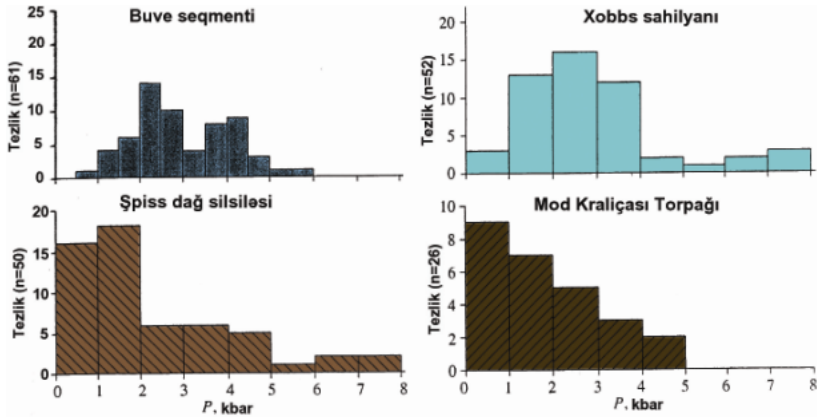 Buve seqmenti
25
20
15
10
5
0
Tezlik (n=61)
Xobbs sahilyanı
20
15
10
5
0
Tezlik (n=52)
Şpiss dağ silsiləsi
20
15
10
5
0
Tezlik (n=50)
0 1 2 3 4 5 6 7 8
P, kbar
Mod Kraliçası Torpağı
10
8
6
4
2
0
Tezlik (n=26)
0 1 2 3 4 5 6 7 8
P, kbar